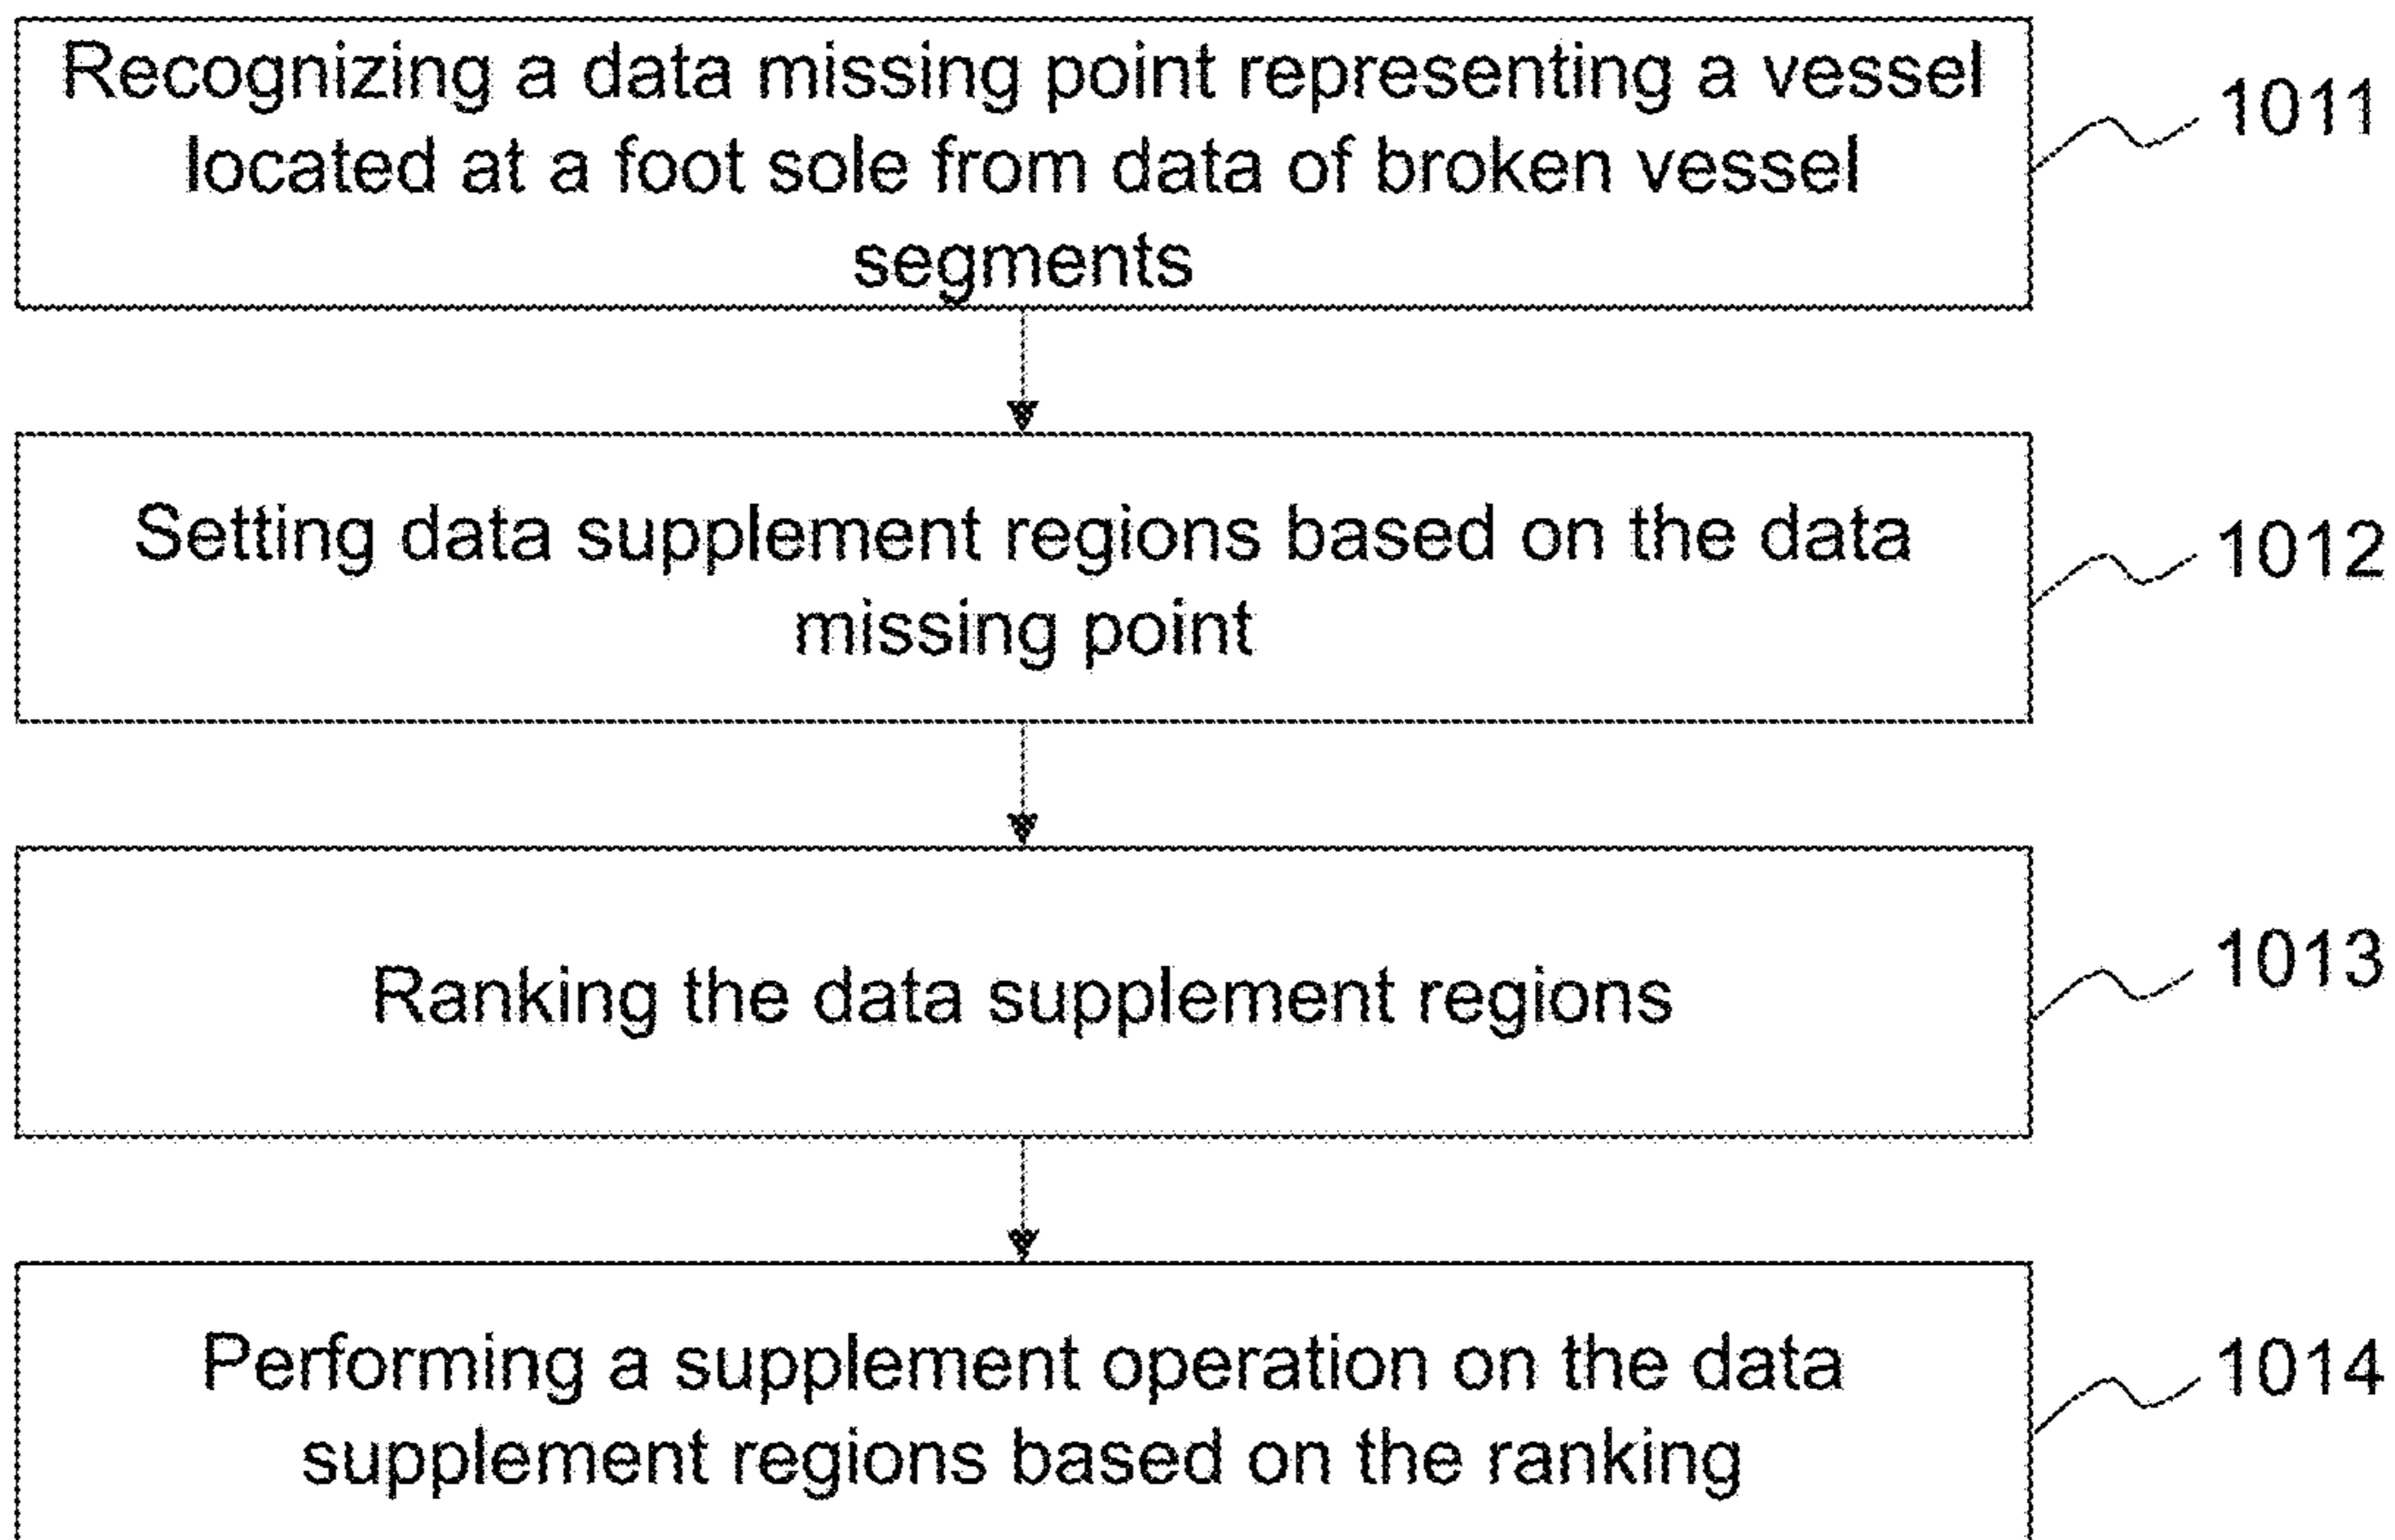 Recognizing a data missing point representing a vessel
located at a foot sole from data of broken vessel
segments
1011
Setting data supplement regions based on the data
missing point
1012
Ranking the data supplement regions
1013
Performing a supplement operation on the data
supplement regions based on the ranking
1014